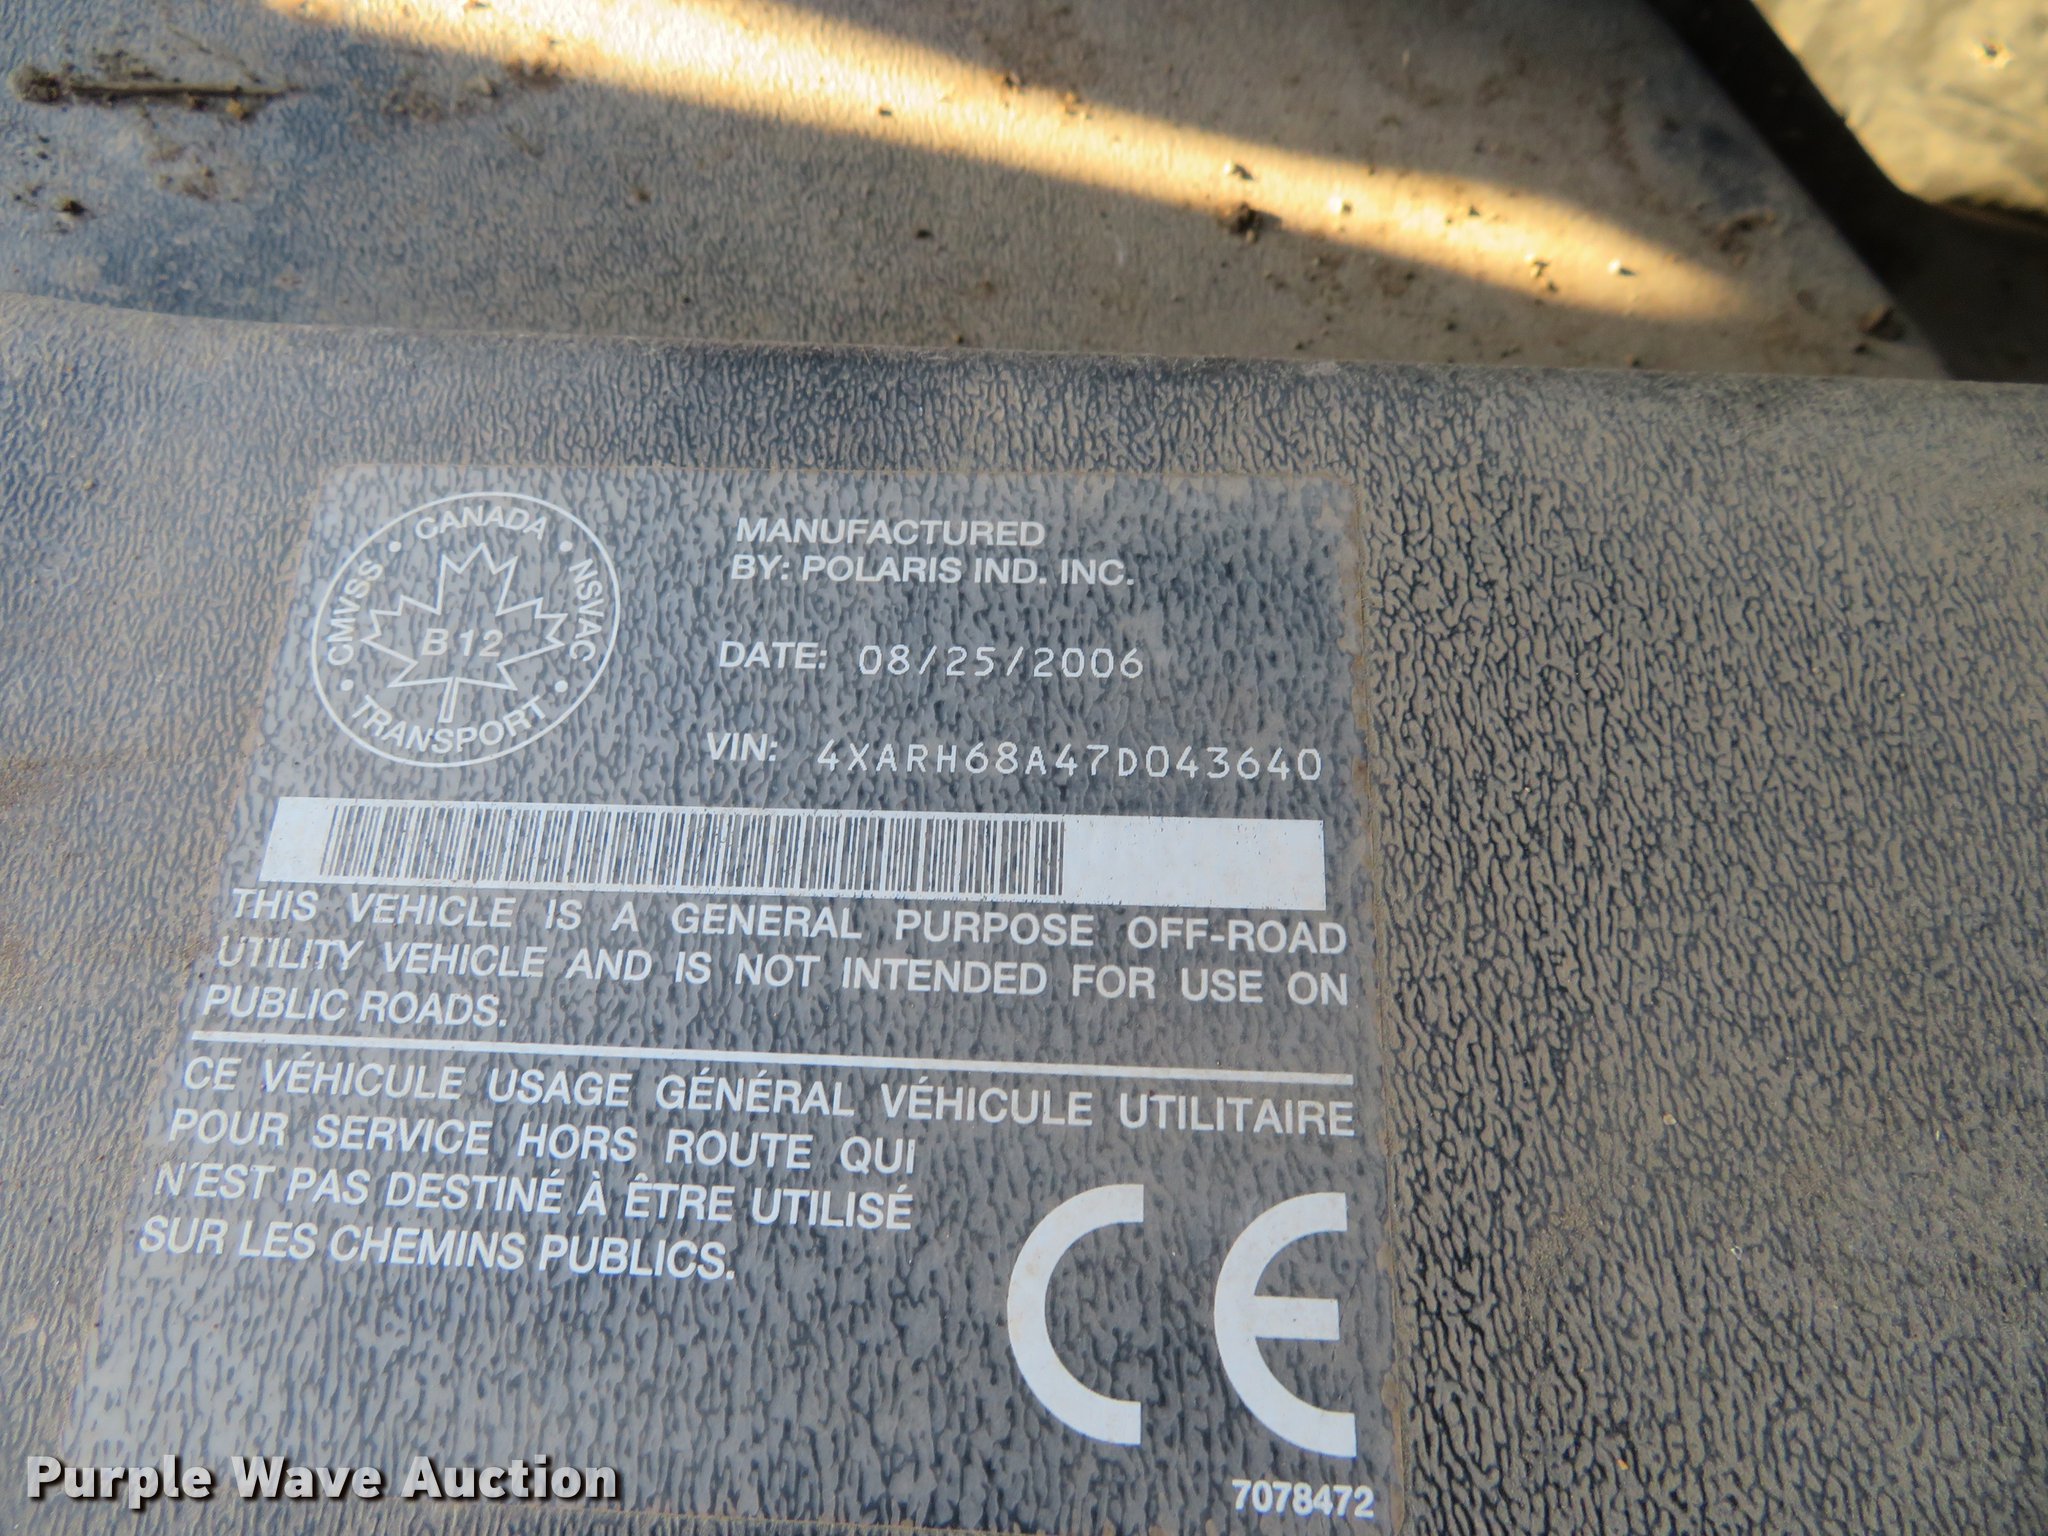 CANADA
CMVSS
NSVAC
B12
TRANSPORT
MANUFACTURED
BY: POLARIS IND. INC.
DATE: 08/25/2006
VIN: 4XARH68A47D043640
THIS VEHICLE IS A GENERAL PURPOSE OFF-ROAD
UTILITY VEHICLE AND IS NOT INTENDED FOR USE ON
PUBLIC ROADS.
CE VÉHICULE USAGE GÉNÉRAL VÉHICULE UTILITAIRE
POUR SERVICE HORS ROUTE QUI
N'EST PAS DESTINÉ À ÊTRE UTILISÉ
SUR LES CHEMINS PUBLICS.
CE
7078472
Purple Wave Auction